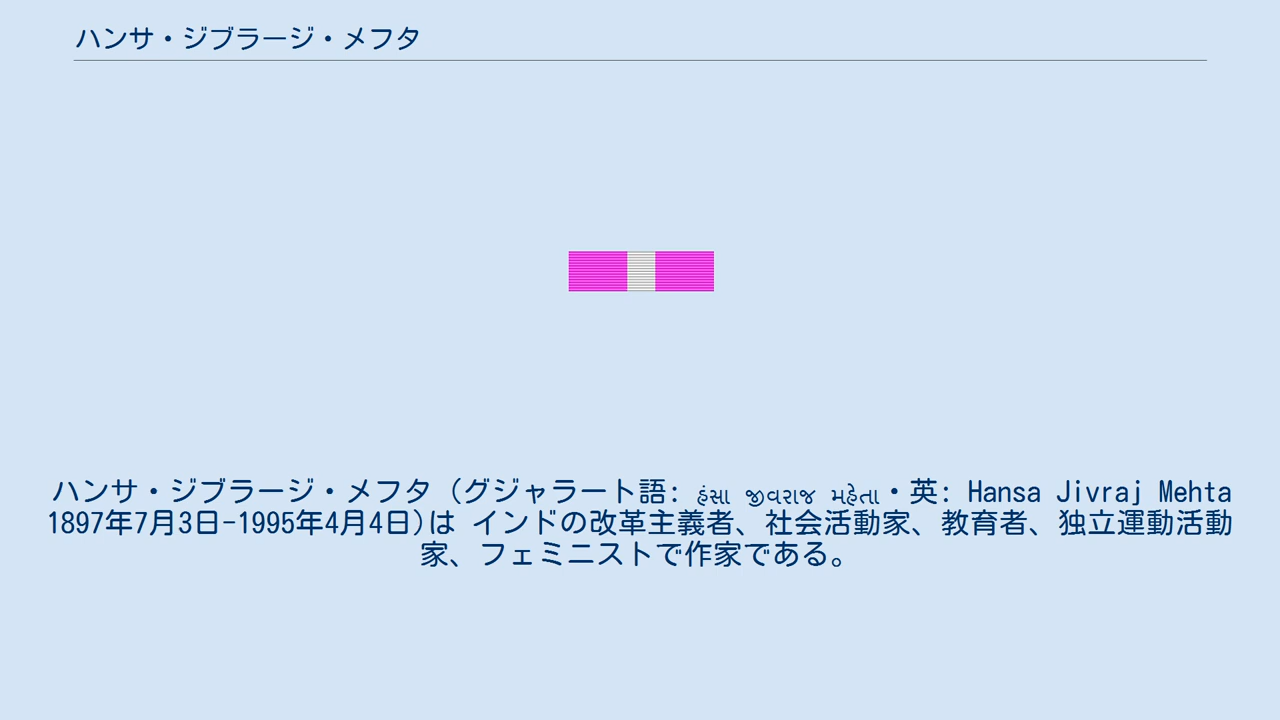 ハンサ・ジブラージ・メフタ
ハンサ・ジブラージ・メフタ (グジャラート語: હંસા જીવરાજ મહેતા・英: Hansa Jivraj Mehta
1897年7月3日-1995年4月4日)は インドの改革主義者、社会活動家、教育者、独立運動活動
家、フェミニストで作家である。